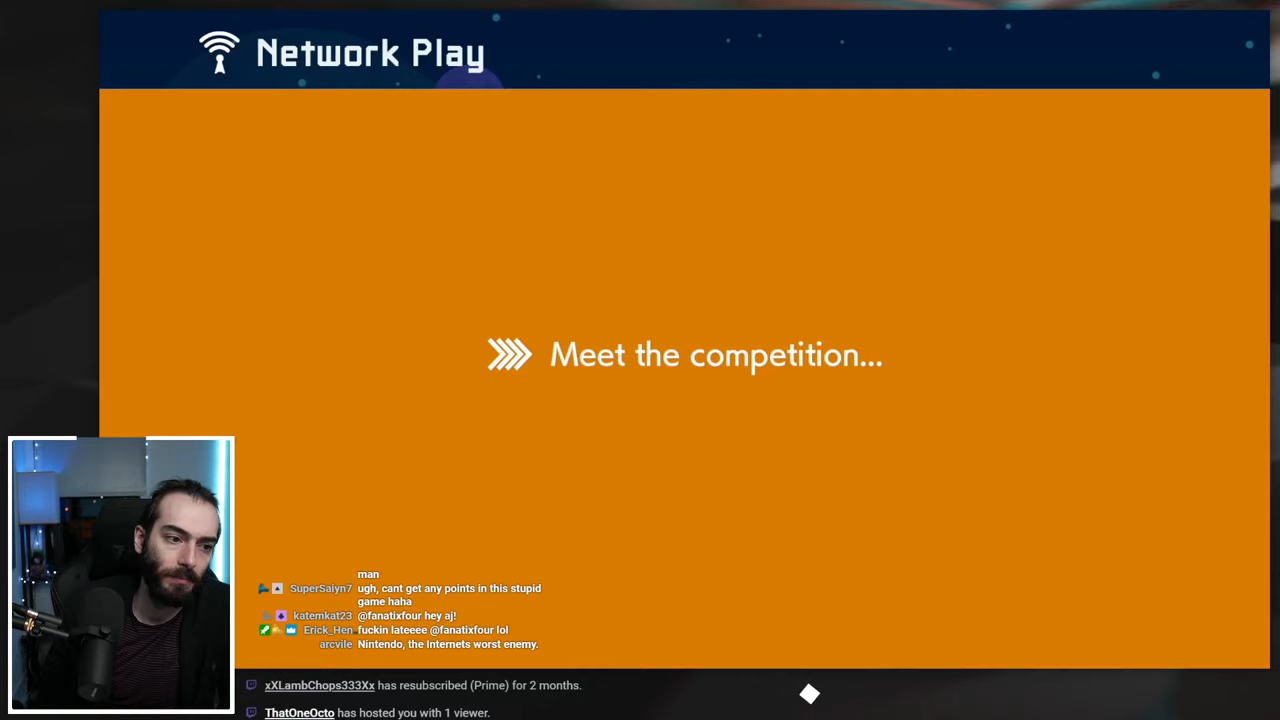 Network Play
Meet the competition...
man
SuperSaiyn7 ugh, cant get any points in this stupid
game haha
katemkat23 @fanatixfour hey aj!
Erick_Hen_ fuckin lateeee @fanatixfour lol
arcvile Nintendo, the Internets worst enemy.
xXLambChops333Xx has resubscribed (Prime) for 2 months.
ThatOneOcto has hosted you with 1 viewer.